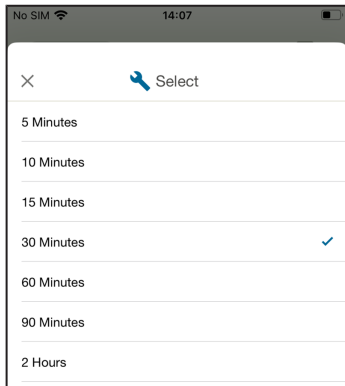 No SIM 14:07
Select
5 Minutes
10 Minutes
15 Minutes
30 Minutes
60 Minutes
90 Minutes
2 Hours